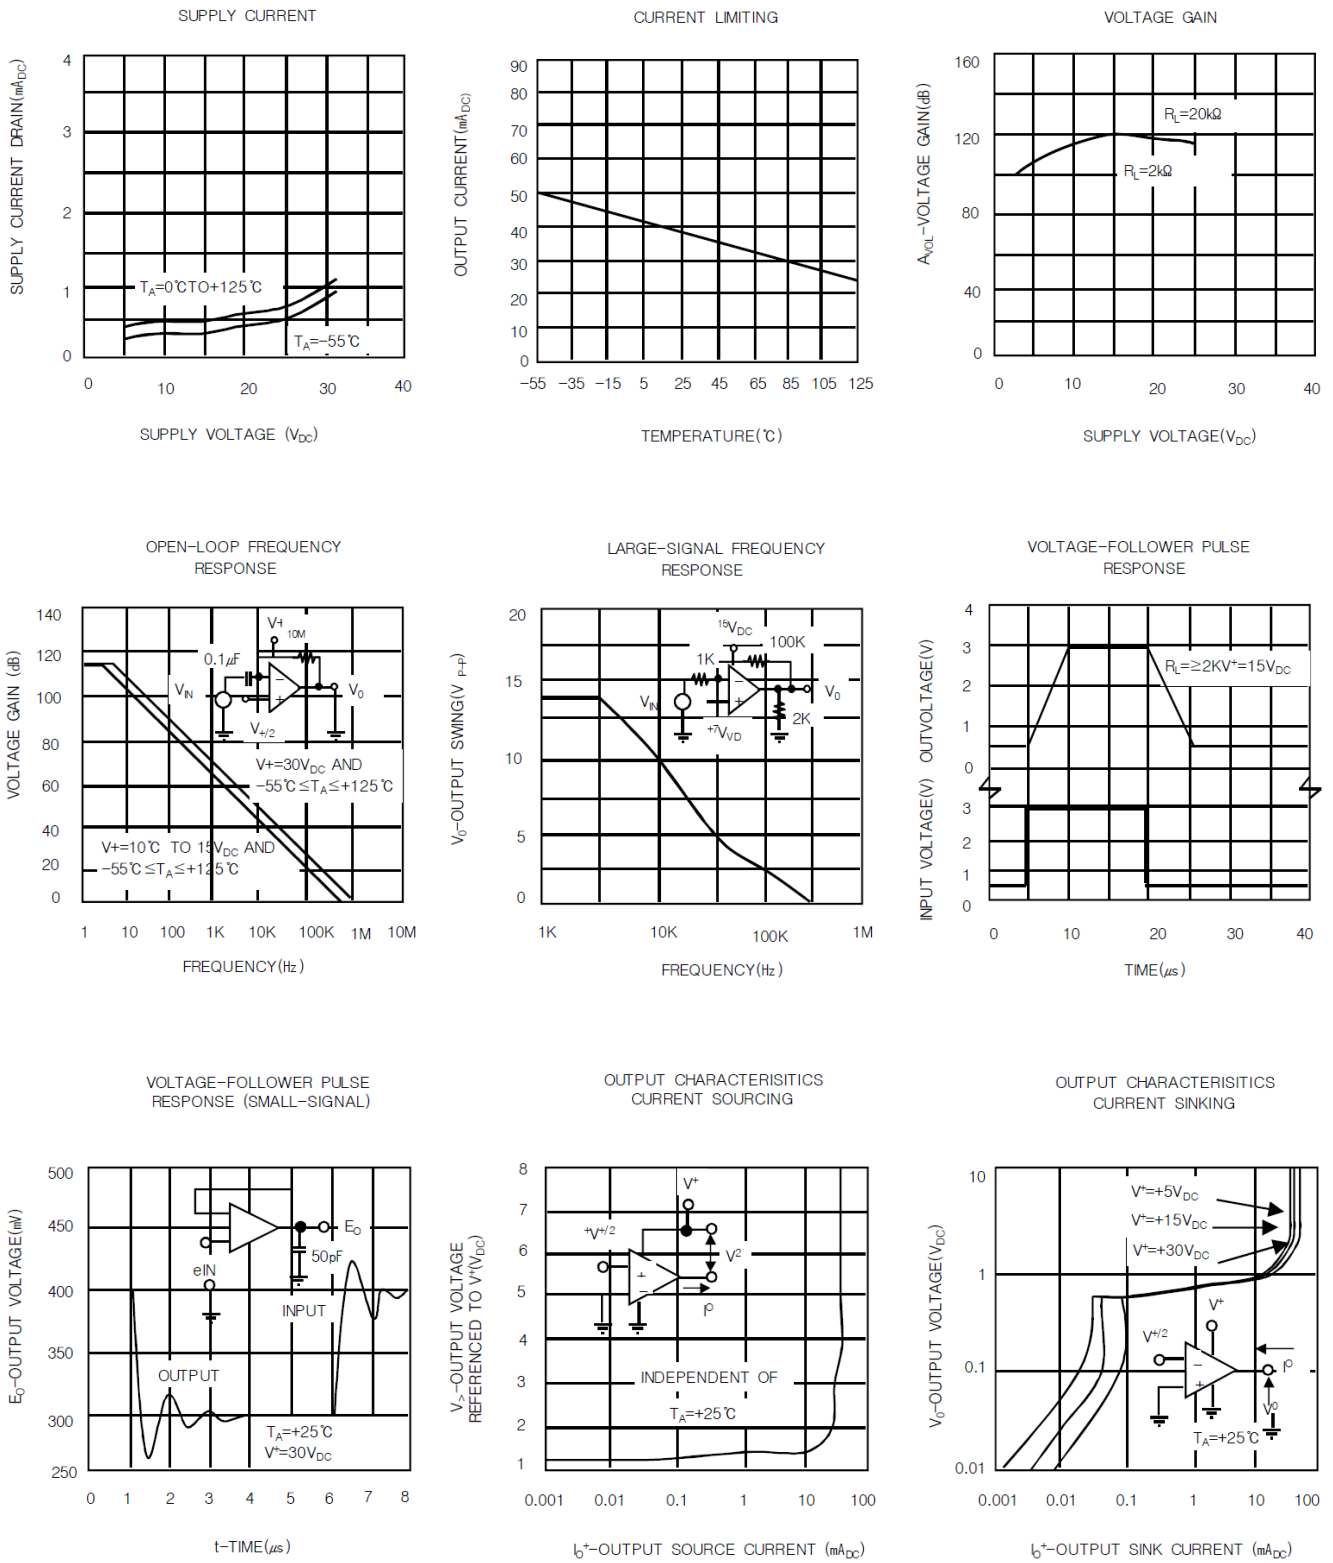 SUPPLY CURRENT
SUPPLY CURRENT DRAIN(mADC)
4
3
2
1
0
TA=0℃TO+125℃
TA=-55℃
0 10 20 30 40
SUPPLY VOLTAGE (VDC)
CURRENT LIMITING
OUTPUT CURRENT(mADC)
90
80
70
60
50
40
30
20
10
0
-55 -35 -15 5 25 45 65 85 105 125
TEMPERATURE(℃)
VOLTAGE GAIN
AVOL-VOLTAGE GAIN(dB)
160
120
80
40
0
RL=20kΩ
RL=2kΩ
0 10 20 30 40
SUPPLY VOLTAGE(VDC)
OPEN-LOOP FREQUENCY
RESPONSE
VOLTAGE GAIN (dB)
140
120
100
80
60
40
20
0
V+
10M
0.1μF
VIN
−
+
V0
V+/2
V+=30VDC AND
-55℃≤TA≤+125℃
V+=10℃ TO 15VDC AND
-55℃≤TA≤+125℃
1 10 100 1K 10K 100K 1M 10M
FREQUENCY(Hz)
LARGE-SIGNAL FREQUENCY
RESPONSE
V0-OUTPUT SWING(V P-P)
20
15
10
5
0
15VDC
100K
1K
VIN
−
+
V0
2K
+7VVD
1K 10K 100K 1M
FREQUENCY(Hz)
VOLTAGE-FOLLOWER PULSE
RESPONSE
INPUT VOLTAGE(V) OUTVOLTAGE(V)
4
3
2
1
0
3
2
1
0
RL=≥2KV+=15VDC
0 10 20 30 40
TIME(μs)
VOLTAGE-FOLLOWER PULSE
RESPONSE (SMALL-SIGNAL)
EO-OUTPUT VOLTAGE(mV)
500
450
400
350
300
250
EO
50pF
eIN
INPUT
OUTPUT
TA=+25℃
V+=30VDC
0 1 2 3 4 5 6 7 8
t-TIME(μs)
OUTPUT CHARACTERISITICS
CURRENT SOURCING
V>-OUTPUT VOLTAGE
REFERENCED TO V+(VDC)
8
7
6
5
4
3
2
1
V+
+V+/2
V2
+
−
IO
INDEPENDENT OF
TA=+25℃
0.001 0.01 0.1 1 10 100
IO+-OUTPUT SOURCE CURRENT (mADC)
OUTPUT CHARACTERISITICS
CURRENT SINKING
V0-OUTPUT VOLTAGE(VDC)
10
1
0.1
0.01
V+=+5VDC
V+=+15VDC
V+=+30VDC
V+
V+/2
−
+
IO
V0
TA=+25℃
0.001 0.01 0.1 1 10 100
IO+-OUTPUT SINK CURRENT (mADC)